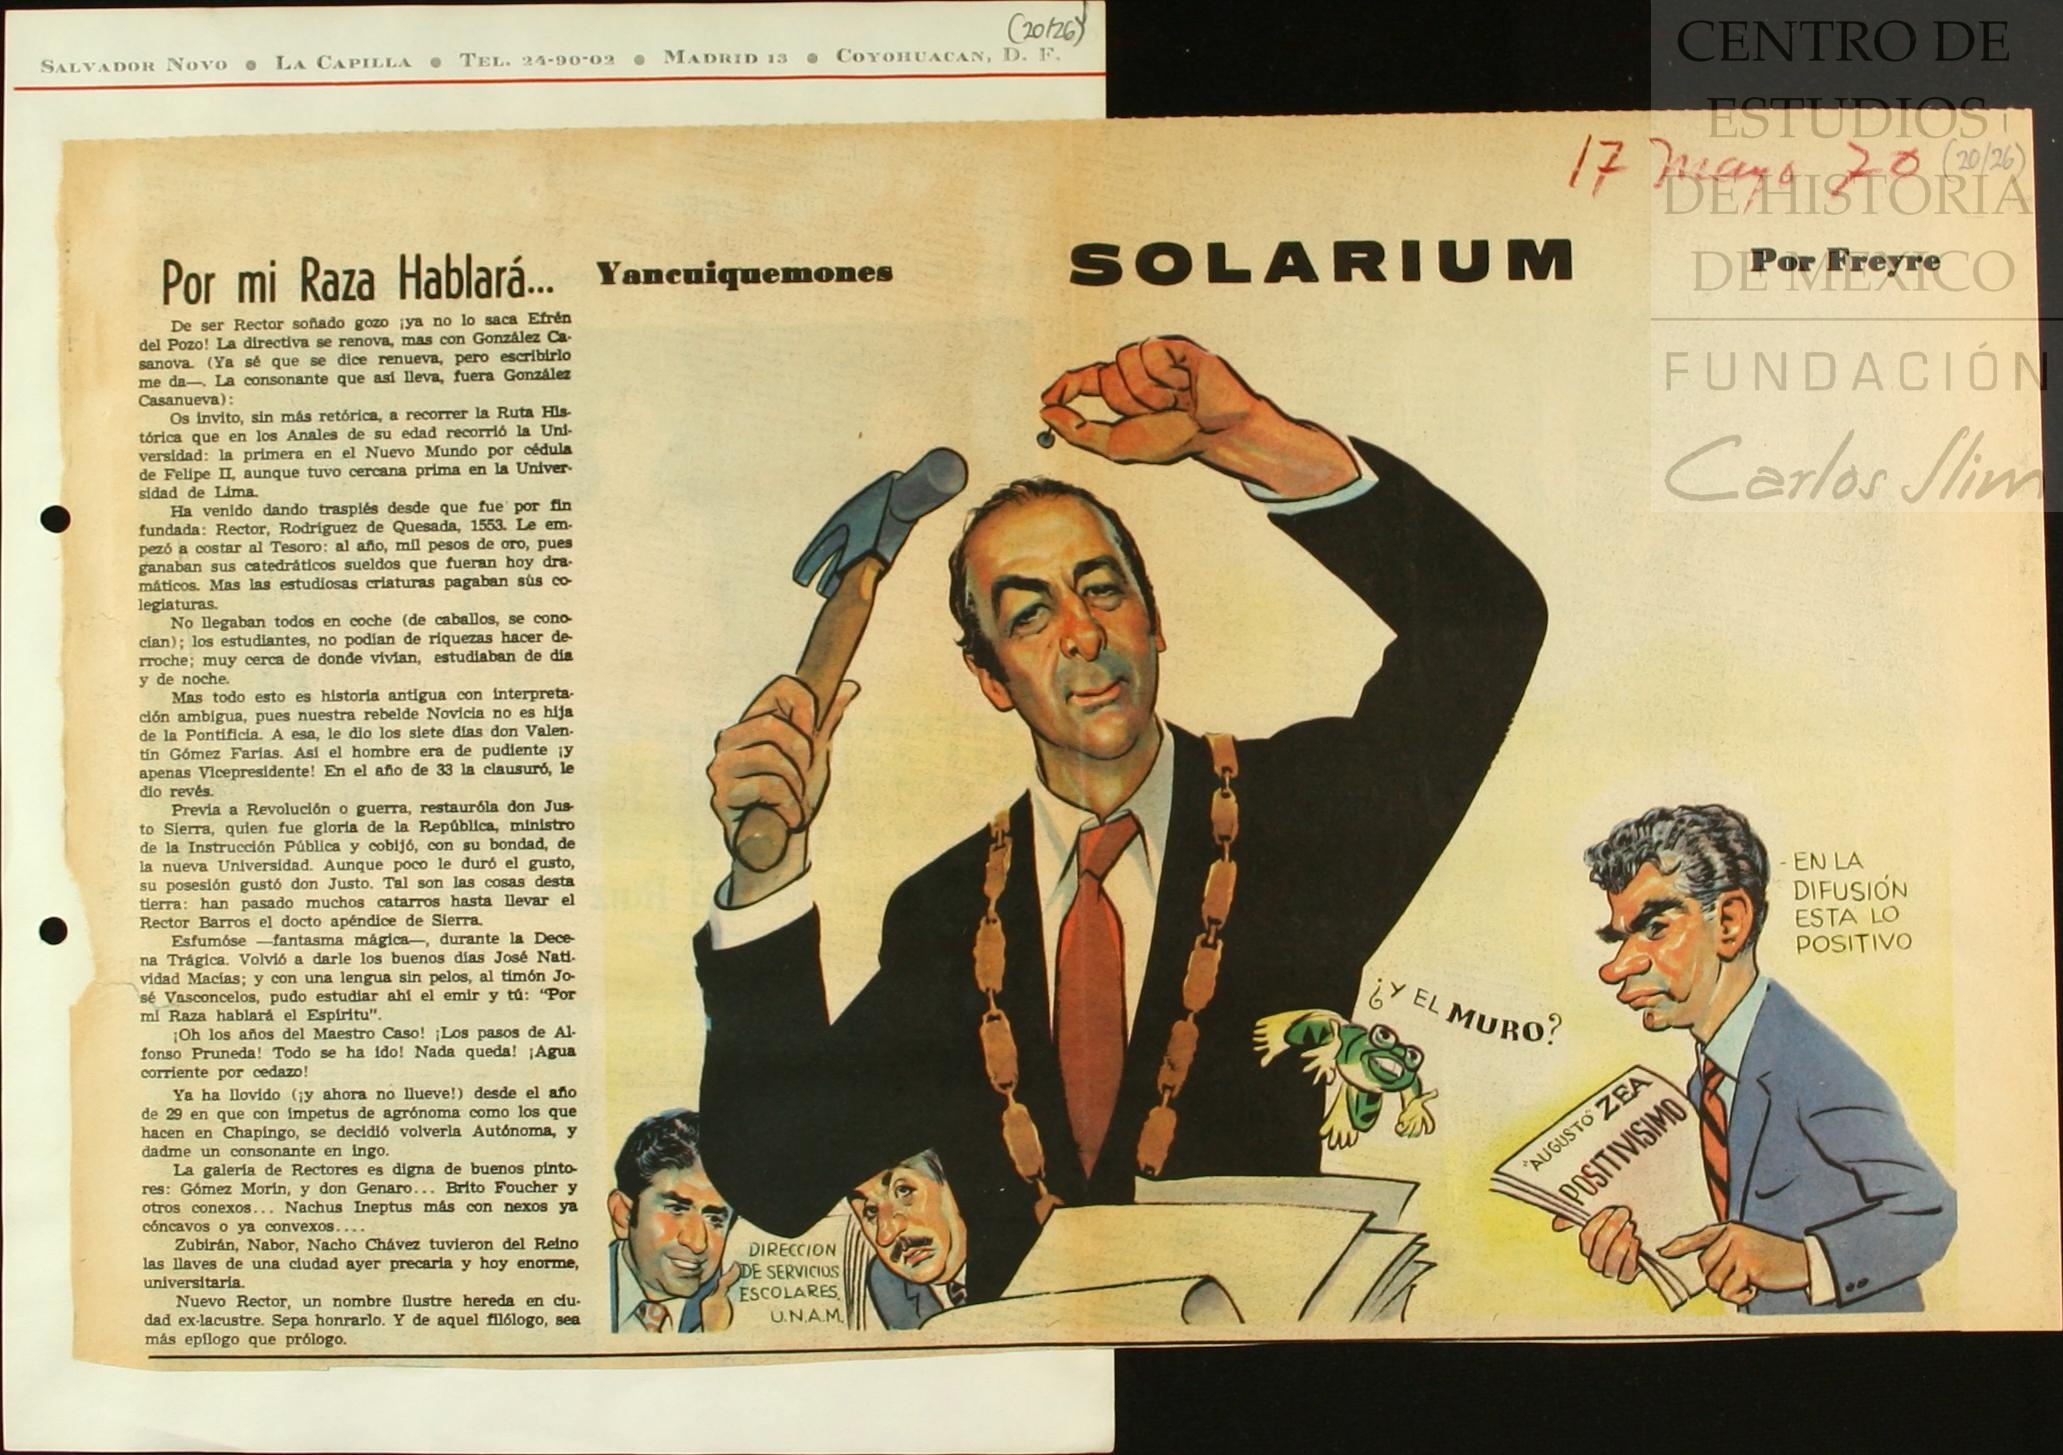 (20/26)
SALVADOR NOVO ● LA CAPILLA ● TEL. 24-90-02 ● MADRID 13 ● COYOHUACAN, D. F.
CENTRO DE
ESTUDIOS
DE HISTORIA
DE MÉXICO
FUNDACIÓN
Carlos Slim
17 Mayo 70 (20/26)
Por mi Raza Hablará...
Yancuiquemones
SOLARIUM
Por Freyre
De ser Rector soñado gozo ¡ya no lo saca Efrén
del Pozo! La directiva se renova, mas con González Ca-
sanova. (Ya sé que se dice renueva, pero escribirlo
me da—. La consonante que así lleva, fuera González
Casanueva):
Os invito, sin más retórica, a recorrer la Ruta His-
tórica que en los Anales de su edad recorrió la Uni-
versidad: la primera en el Nuevo Mundo por cédula
de Felipe II, aunque tuvo cercana prima en la Univer-
sidad de Lima.
Ha venido dando traspiés desde que fue por fin
fundada: Rector, Rodríguez de Quesada, 1553. Le em-
pezó a costar al Tesoro: al año, mil pesos de oro, pues
ganaban sus catedráticos sueldos que fueran hoy dra-
máticos. Mas las estudiosas criaturas pagaban sus co-
legiaturas.
No llegaban todos en coche (de caballos, se cono-
cían); los estudiantes, no podían de riquezas hacer de-
rroche; muy cerca de donde vivían, estudiaban de día
y de noche.
Mas todo esto es historia antigua con interpreta-
ción ambigua, pues nuestra rebelde Novicia no es hija
de la Pontificia. A esa, le dio los siete días don Valen-
tín Gómez Farías. Así el hombre era de pudiente ¡y
apenas Vicepresidente! En el año de 33 la clausuró, le
dio revés.
Previa a Revolución o guerra, restauróla don Jus-
to Sierra, quien fue gloria de la República, ministro
de la Instrucción Pública y cobijó, con su bondad, de
la nueva Universidad. Aunque poco le duró el gusto,
su posesión gustó don Justo. Tal son las cosas desta
tierra: han pasado muchos catarros hasta llevar el
Rector Barros el docto apéndice de Sierra.
Esfumóse —fantasma mágica—, durante la Dece-
na Trágica. Volvió a darle los buenos días José Nati-
vidad Macías; y con una lengua sin pelos, al timón Jo-
sé Vasconcelos, pudo estudiar ahí el emir y tú: "Por
mi Raza hablará el Espíritu".
¡Oh los años del Maestro Caso! ¡Los pasos de Al-
fonso Pruneda! Todo se ha ido! Nada queda! ¡Agua
corriente por cedazo!
Ya ha llovido (¡y ahora no llueve!) desde el año
de 29 en que con ímpetus de agrónoma como los que
hacen en Chapingo, se decidió volverla Autónoma, y
dadme un consonante en ingo.
La galería de Rectores es digna de buenos pinto-
res: Gómez Morín, y don Genaro... Brito Foucher y
otros conexos... Nachus Ineptus más con nexos ya
cóncavos o ya convexos....
Zubirán, Nabor, Nacho Chávez tuvieron del Reino
las llaves de una ciudad ayer precaria y hoy enorme,
universitaria.
Nuevo Rector, un nombre ilustre hereda en ciu-
dad ex-lacustre. Sepa honrarlo. Y de aquel filólogo, sea
más epílogo que prólogo.
- EN LA
DIFUSIÓN
ESTA LO
POSITIVO
¿Y EL MURO?
"AUGUSTO" ZEA
POSITIVISIMO
DIRECCION
DE SERVICIOS
ESCOLARES,
U.N.A.M.